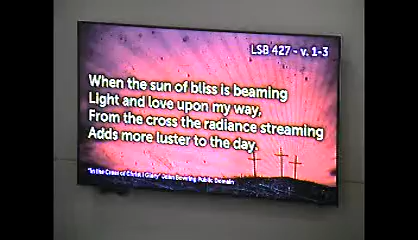 LSB 427 - v. 1-3
When the sun of bliss is beaming
Light and love upon my way,
From the cross the radiance streaming
Adds more luster to the day.
"In the Cross of Christ I Glory" John Bowring Public Domain